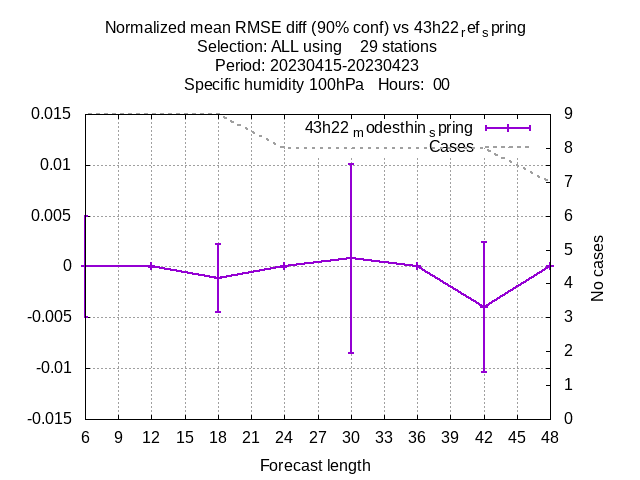 Normalized mean RMSE diff (90% conf) vs 43h22refspring
Selection: ALL using    29 stations
Period: 20230415-20230423
Specific humidity 100hPa   Hours:  00
43h22modesthinspring
Cases
0.015
0.01
0.005
0
-0.005
-0.01
-0.015
9
8
7
6
5
4
3
2
1
0
No cases
6 9 12 15 18 21 24 27 30 33 36 39 42 45 48
Forecast length